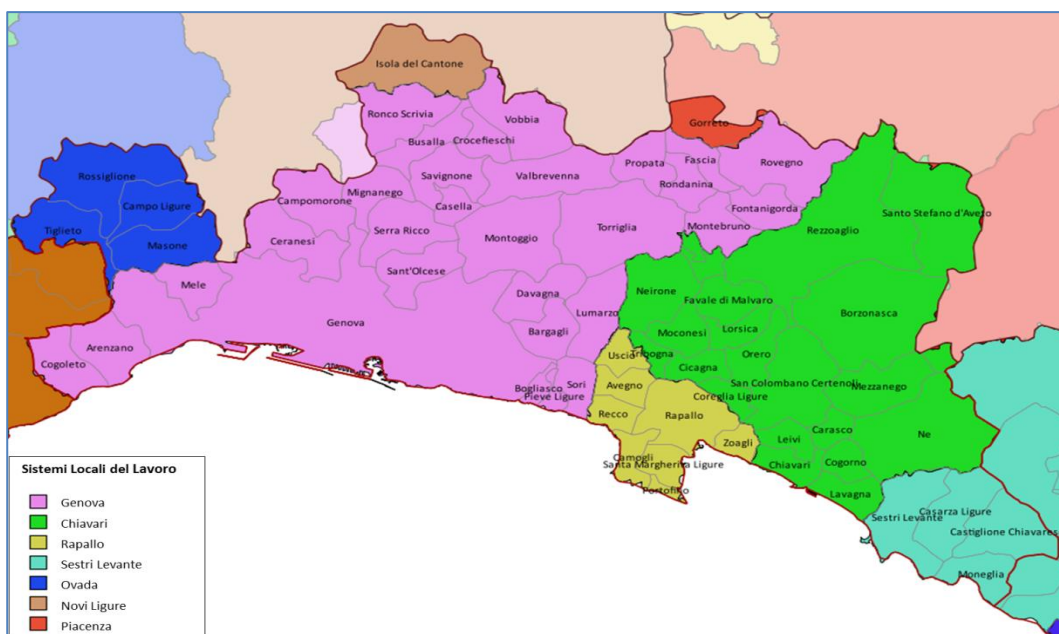 Isola del Cantone
Ronco Scrivia
Vobbia
Gorreto
Busalla
Crocefieschi
Rossiglione
Propata
Fascia
Rovegno
Savignone
Valbrevenna
Mignanego
Rondanina
Campomorone
Campo Ligure
Casella
Fontanigorda
Santo Stefano d'Aveto
Tiglieto
Torriglia
Montebruno
Serra Ricco
Rezzoaglio
Masone
Ceranesi
Montoggio
Sant'Olcese
Mele
Neirone
Davagna
Favale di Malvaro
Lumarzo
Borzonasca
Genova
Bargagli
Moconesi
Lorsica
Arenzano
Uscio
Tribogna
Orero
Cogoleto
Cicagna
Avegno
San Colombano Certenoli
Mezzanego
Bogliasco
Sori
Pieve Ligure
Coreglia Ligure
Recco
Rapallo
Carasco
Zoagli
Leivi
Ne
Camogli
Santa Margherita Ligure
Chiavari
Cogorno
Portofino
Lavagna
Casarza Ligure
Sestri Levante
Castiglione Chiavarese
Moneglia
Sistemi Locali del Lavoro
Genova
Chiavari
Rapallo
Sestri Levante
Ovada
Novi Ligure
Piacenza